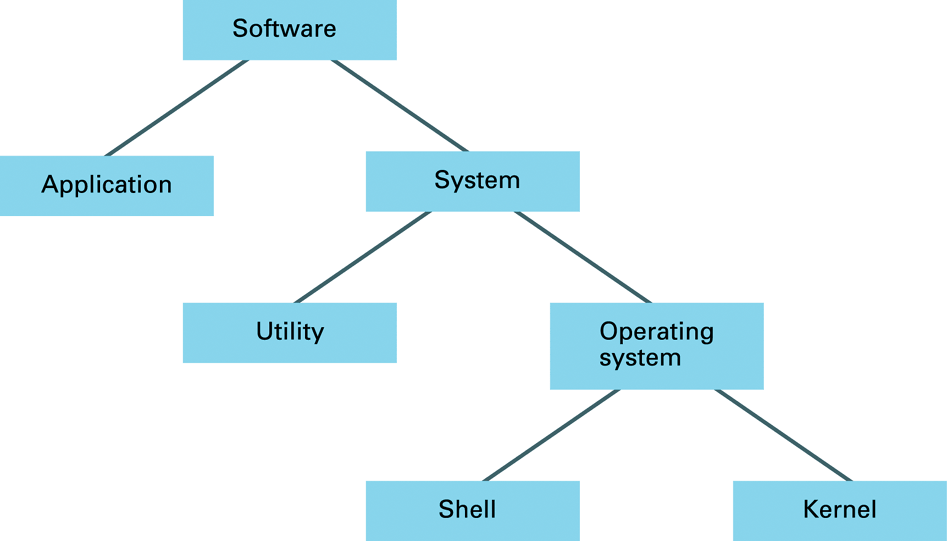 Software
Application
System
Utility
Operating
system
Shell
Kernel